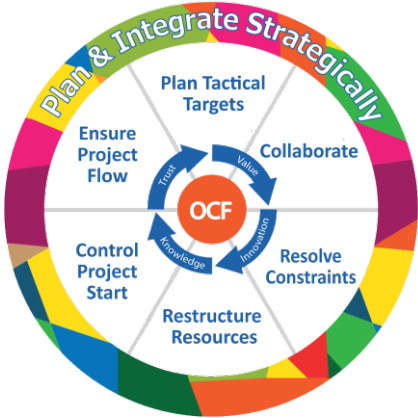 Plan & Integrate Strategically
Plan Tactical
Targets
Collaborate
Resolve
Constraints
Restructure
Resources
Control
Project
Start
Ensure
Project
Flow
Trust
Value
Innovation
Knowledge
OCF